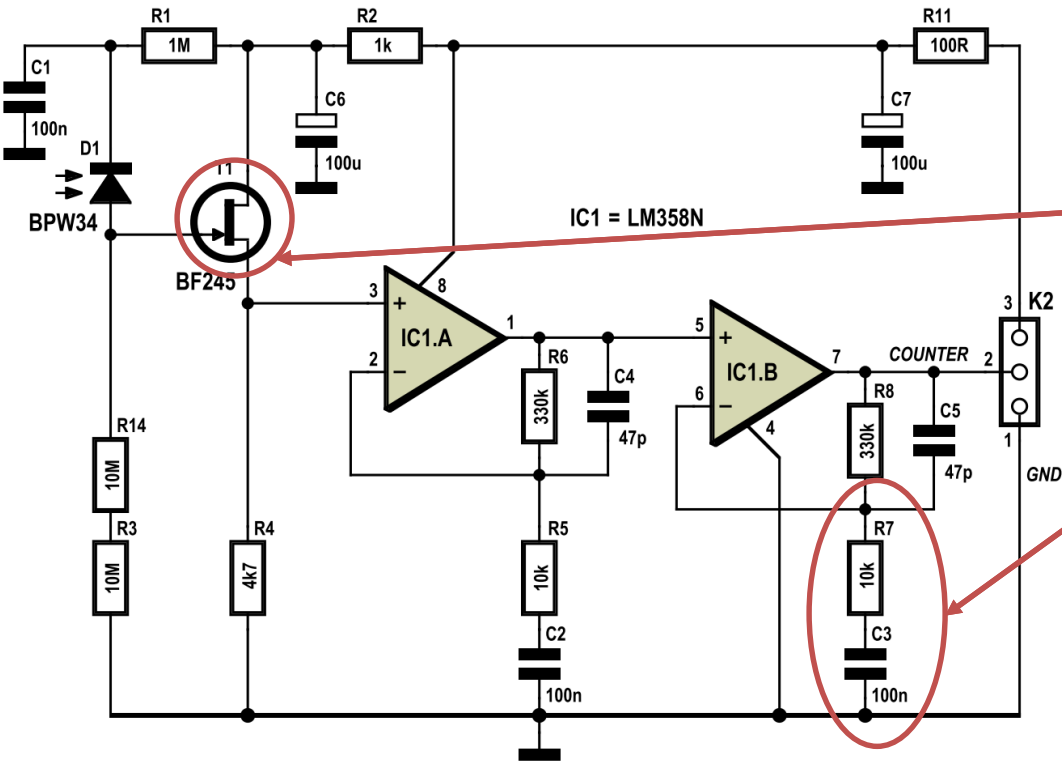 R1
1M
R2
1k
R11
100R
C1
100n
C6
100u
C7
100u
D1
BPW34
T1
BF245
IC1 = LM358N
3
+
8
IC1.A
1
2
−
5
+
IC1.B
7
6
−
4
COUNTER
3
K2
2
1
GND
R6
330k
C4
47p
R8
330k
C5
47p
R14
10M
R3
10M
R4
4k7
R5
10k
C2
100n
R7
10k
C3
100n